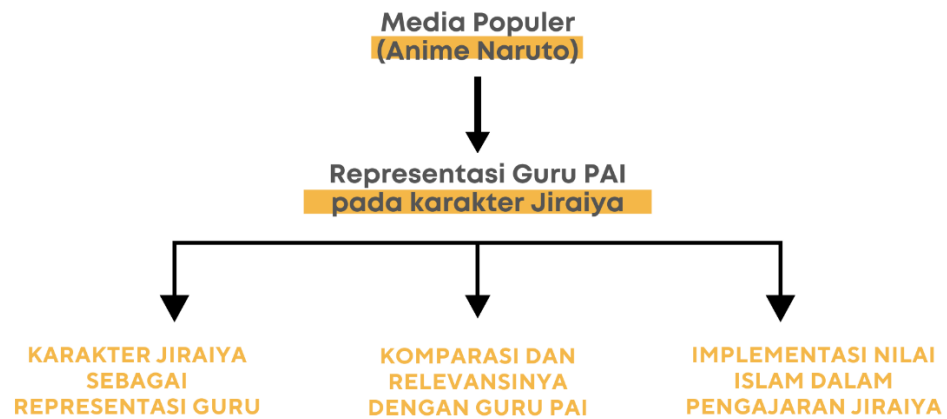 Media Populer
(Anime Naruto)
Representasi Guru PAI
pada karakter Jiraiya
KARAKTER JIRAIYA
SEBAGAI
REPRESENTASI GURU
KOMPARASI DAN
RELEVANSINYA
DENGAN GURU PAI
IMPLEMENTASI NILAI
ISLAM DALAM
PENGAJARAN JIRAIYA